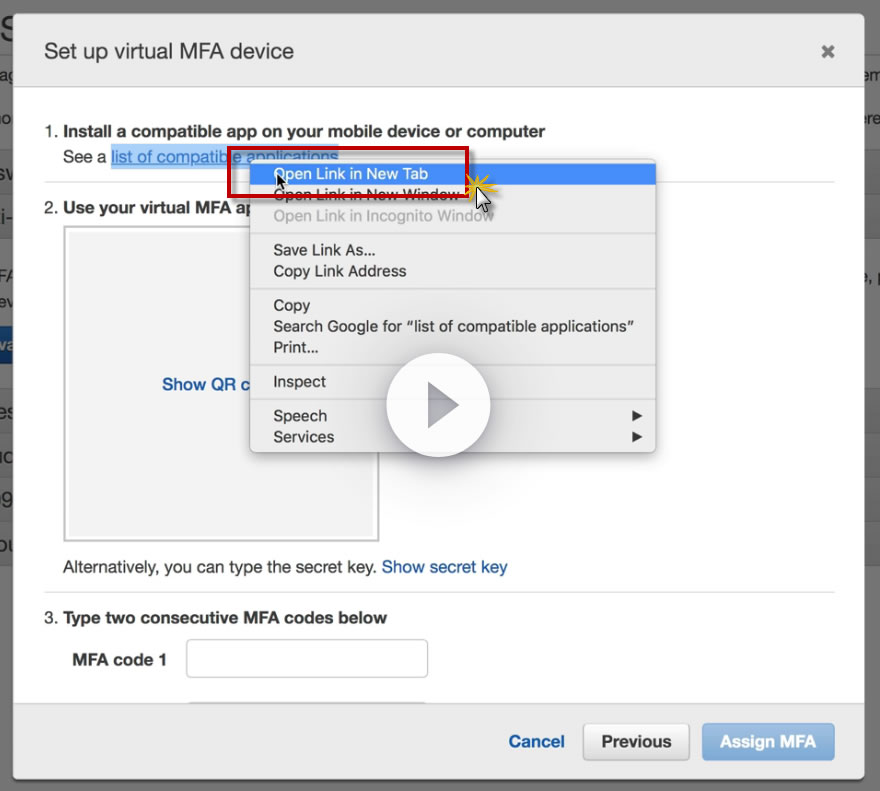 Set up virtual MFA device
1. Install a compatible app on your mobile device or computer
See a list of compatible applications
Open Link in New Tab
Open Link in New Window
Open Link in Incognito Window
2. Use your virtual MFA
Save Link As...
Copy Link Address
Copy
Search Google for “list of compatible applications”
Print...
Show QR
Inspect
Speech
Services
Alternatively, you can type the secret key. Show secret key
3. Type two consecutive MFA codes below
MFA code 1
Cancel
Previous
Assign MFA